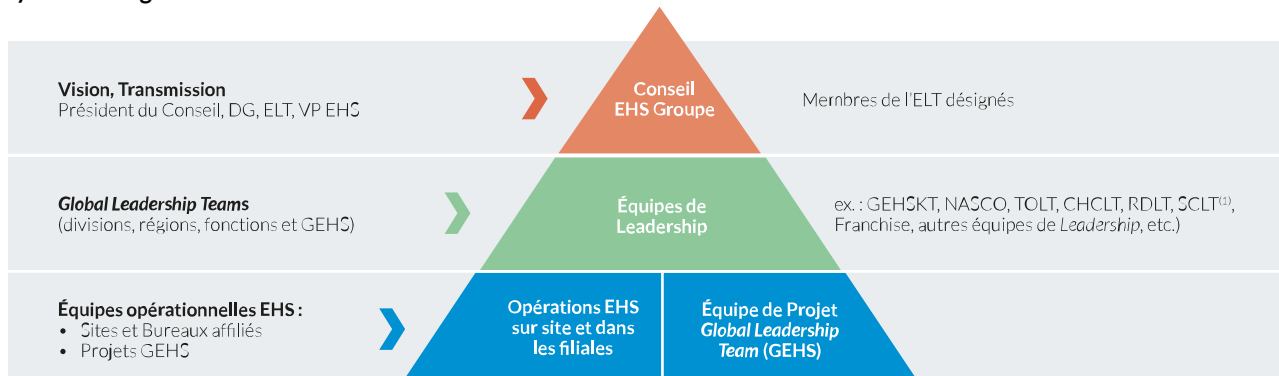 Vision, Transmission
Président du Conseil, DG, ELT, VP EHS
Conseil
EHS Groupe
Membres de l'ELT désignés
Global Leadership Teams
(divisions, régions, fonctions et GEHS)
Équipes de
Leadership
ex. : GEHSKT, NASCO, TOLT, CHCLT, RDLT, SCLT⁽¹⁾,
Franchise, autres équipes de Leadership, etc.)
Équipes opérationnelles EHS :
• Sites et Bureaux affiliés
• Projets GEHS
Opérations EHS
sur site et dans
les filiales
Équipe de Projet
Global Leadership
Team (GEHS)